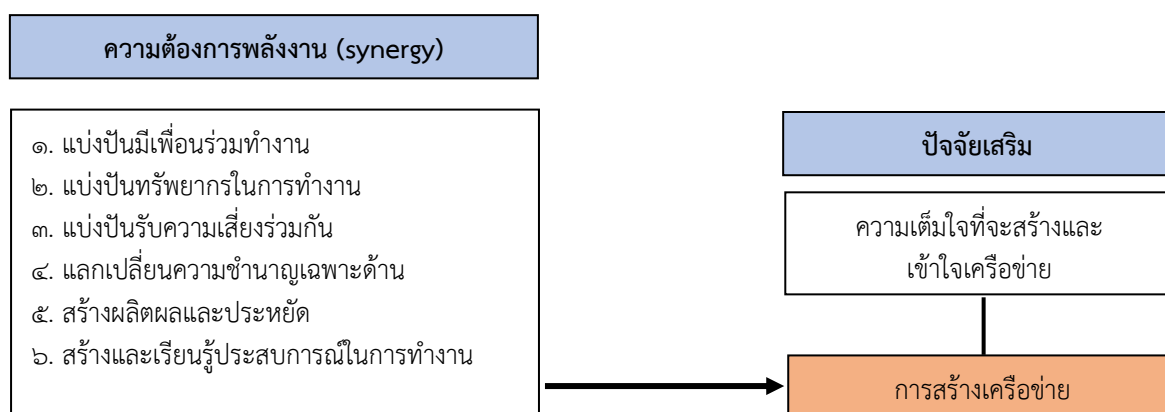 ความต้องการพลังงาน (synergy)
๑. แบ่งปันมีเพื่อนร่วมทำงาน
๒. แบ่งปันทรัพยากรในการทำงาน
๓. แบ่งปันรับความเสี่ยงร่วมกัน
๔. แลกเปลี่ยนความชำนาญเฉพาะด้าน
๕. สร้างผลิตผลและประหยัด
๖. สร้างและเรียนรู้ประสบการณ์ในการทำงาน
ปัจจัยเสริม
ความเต็มใจที่จะสร้างและ
เข้าใจเครือข่าย
การสร้างเครือข่าย